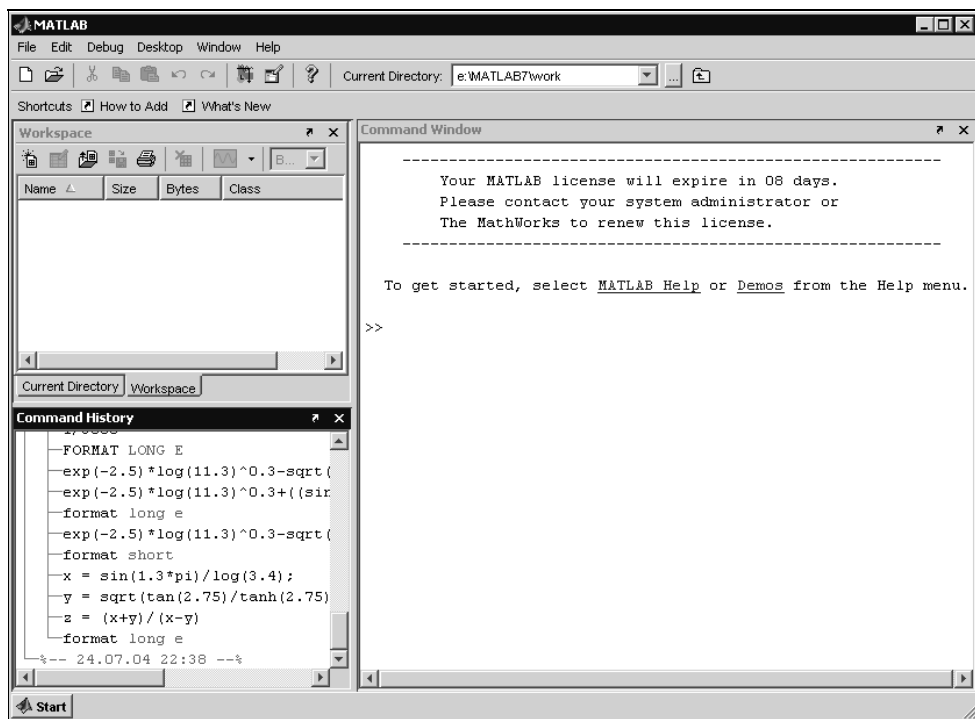 MATLAB
File Edit Debug Desktop Window Help
Current Directory: e:\MATLAB7\work ...
Shortcuts How to Add What's New
Workspace
B...
Name Size Bytes Class
Current Directory Workspace
Command History
FORMAT LONG E
exp(-2.5)*log(11.3)^0.3-sqrt(
exp(-2.5)*log(11.3)^0.3+((sin
format long e
exp(-2.5)*log(11.3)^0.3-sqrt(
format short
x = sin(1.3*pi)/log(3.4);
y = sqrt(tan(2.75)/tanh(2.75)
z = (x+y)/(x-y)
format long e
%-- 24.07.04 22:38 --%
Command Window
------------------------------------------------------------
Your MATLAB license will expire in 08 days.
Please contact your system administrator or
The MathWorks to renew this license.
------------------------------------------------------------
To get started, select MATLAB Help or Demos from the Help menu.
>>
Start